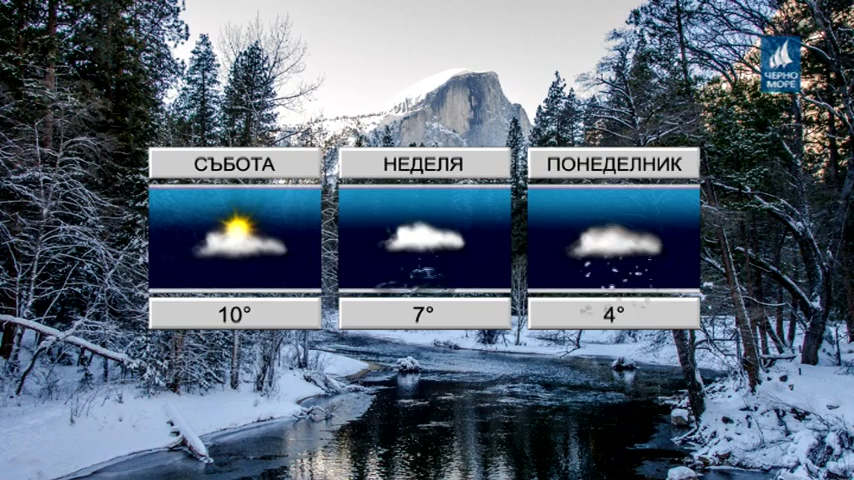 ЧЕРНО
МОРЕ
СЪБОТА
НЕДЕЛЯ
ПОНЕДЕЛНИК
10°
7°
4°